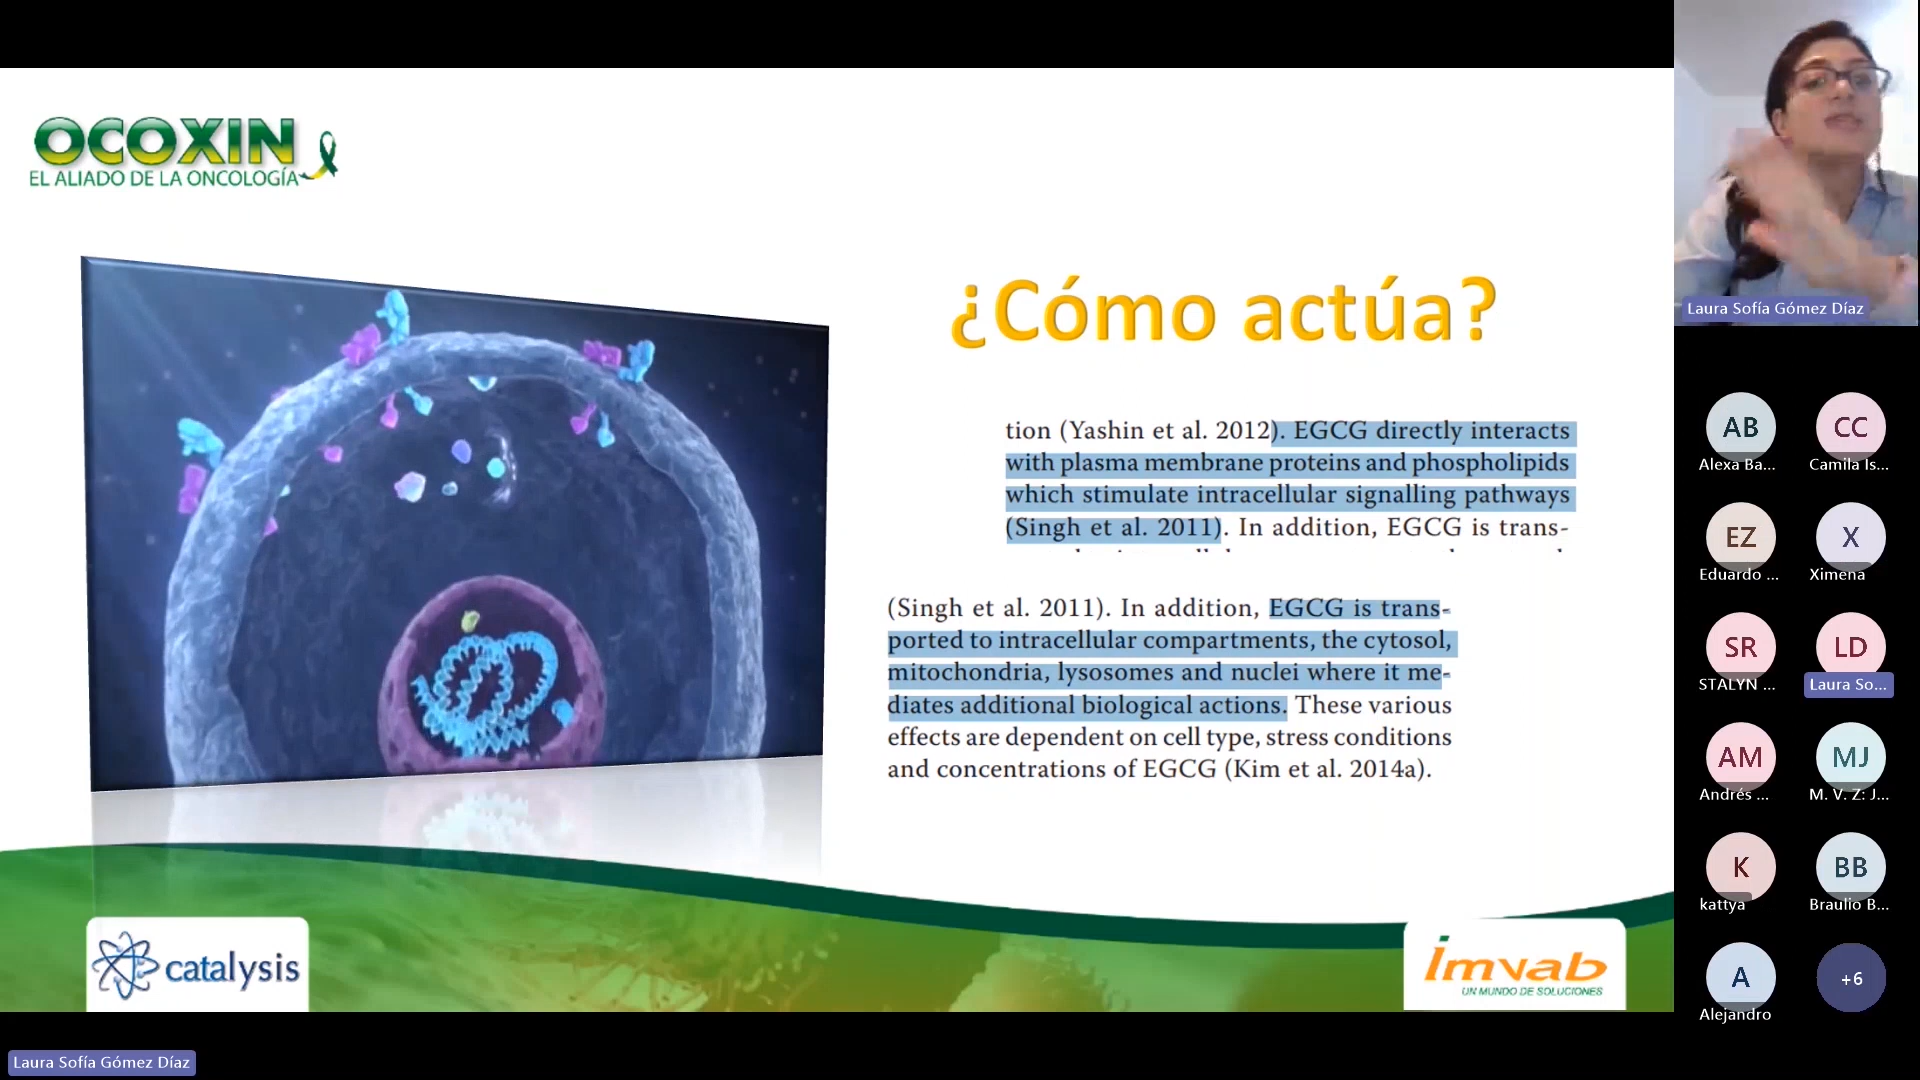 OCOXIN
EL ALIADO DE LA ONCOLOGÍA
¿Cómo actúa?
tion (Yashin et al. 2012). EGCG directly interacts
with plasma membrane proteins and phospholipids
which stimulate intracellular signalling pathways
(Singh et al. 2011). In addition, EGCG is trans-
(Singh et al. 2011). In addition, EGCG is trans-
ported to intracellular compartments, the cytosol,
mitochondria, lysosomes and nuclei where it me-
diates additional biological actions. These various
effects are dependent on cell type, stress conditions
and concentrations of EGCG (Kim et al. 2014a).
catalysis
imvab
UN MUNDO DE SOLUCIONES
Laura Sofía Gómez Díaz
Laura Sofía Gómez Díaz
AB
Alexa Ba...
CC
Camila Is...
EZ
Eduardo ...
X
Ximena
SR
STALYN ...
LD
Laura So...
AM
Andrés ...
MJ
M. V. Z: J...
K
kattya
BB
Braulio B...
A
Alejandro
+6